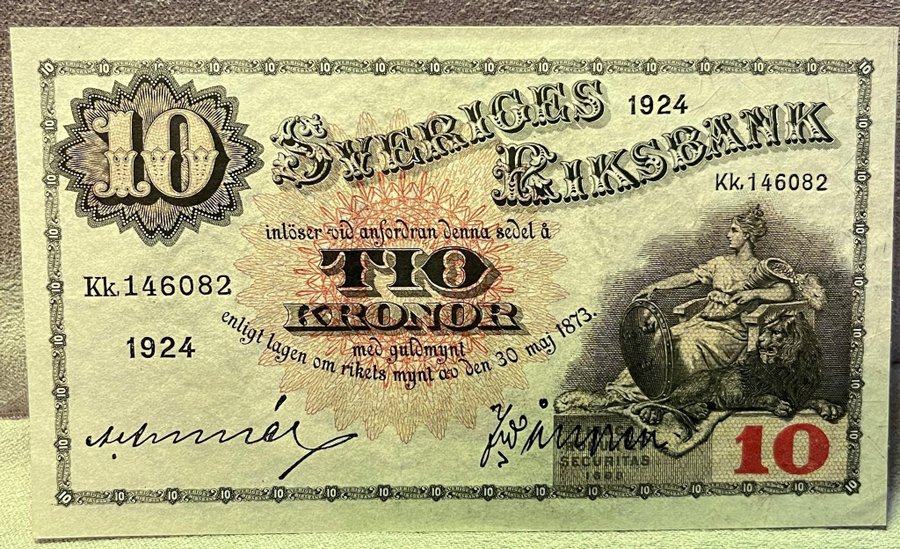 10
SVERIGES 1924
RIKSBANK
Kk.146082
inlöser vid anfordran denna sedel å
TIO
KRONOR
Kk.146082
1924
enligt lagen om rikets mynt av den 30 maj 1873.
med guldmynt
SECURITAS
10